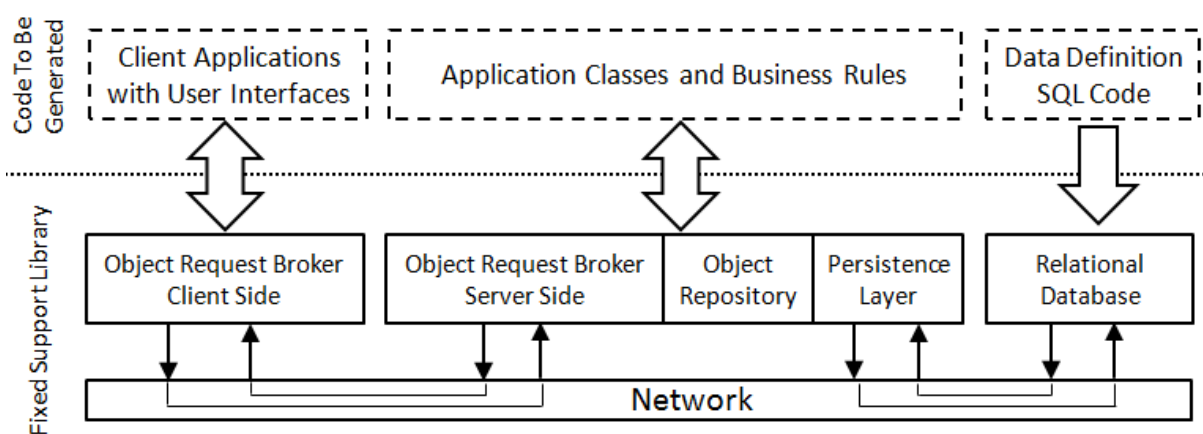 Code To Be
Generated
Client Applications
with User Interfaces
Application Classes and Business Rules
Data Definition
SQL Code
Fixed Support Library
Object Request Broker
Client Side
Object Request Broker
Server Side
Object
Repository
Persistence
Layer
Relational
Database
Network